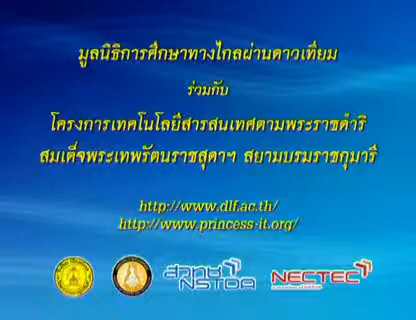 มูลนิธิการศึกษาทางไกลผ่านดาวเทียม
ร่วมกับ
โครงการเทคโนโลยีสารสนเทศตามพระราชดำริ
สมเด็จพระเทพรัตนราชสุดาฯ สยามบรมราชกุมารี
http://www.dlf.ac.th/
http://www.princess-it.org/
สวทช
NSTDA
NECTEC